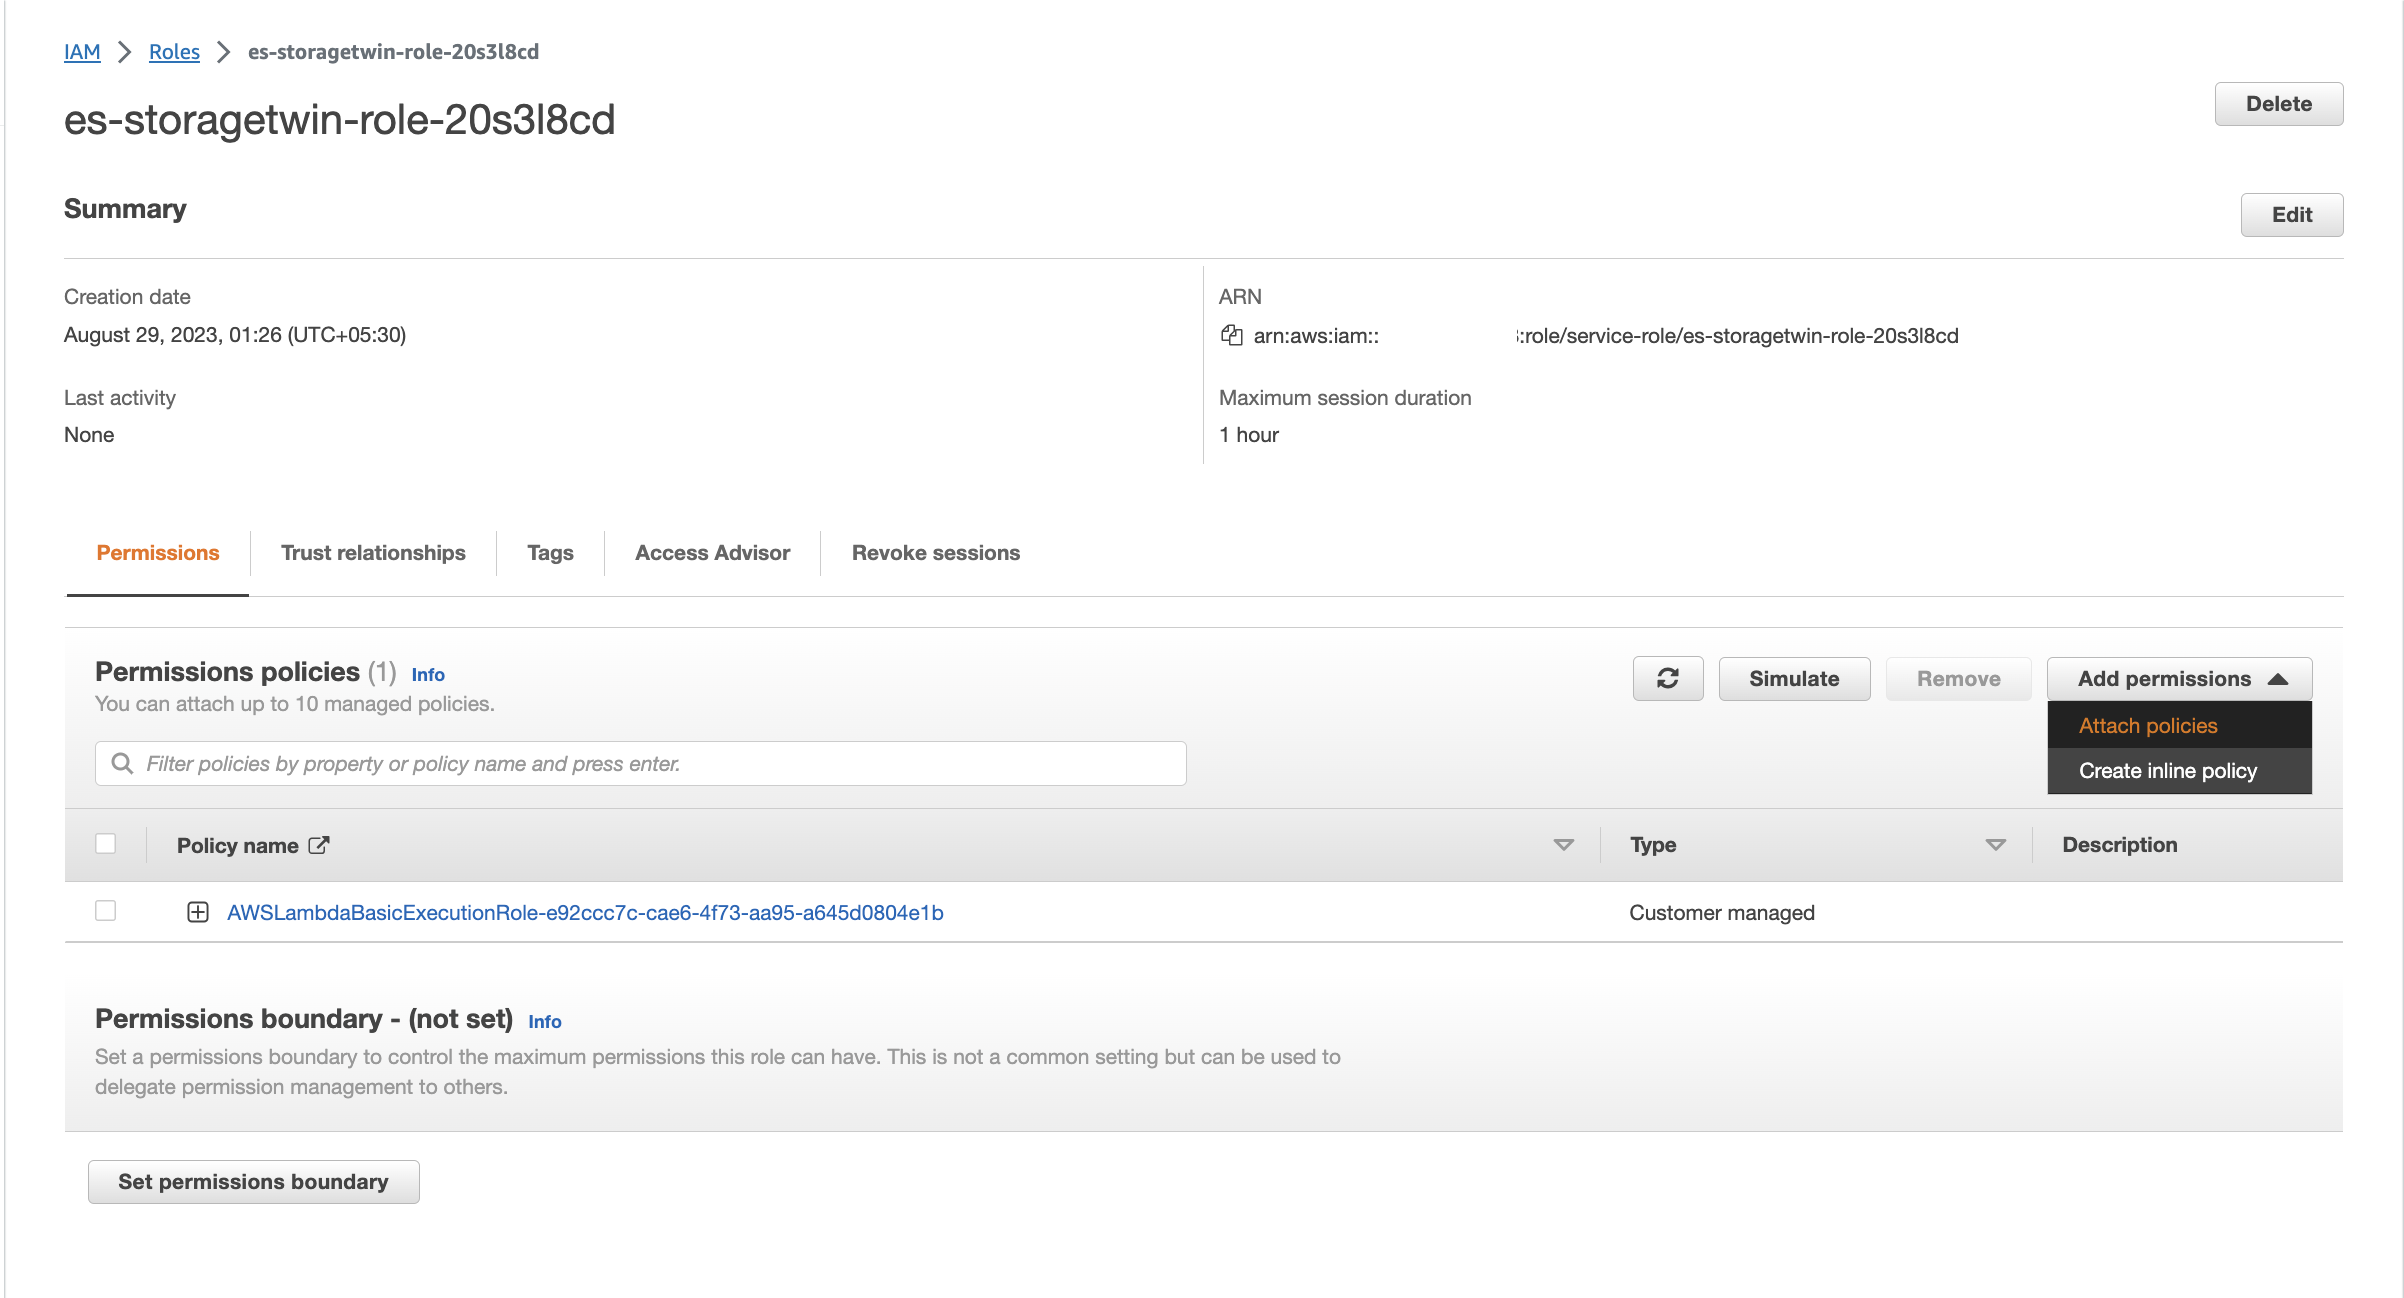 IAM > Roles > es-storagetwin-role-20s3l8cd
es-storagetwin-role-20s3l8cd
Delete
Summary
Edit
Creation date
August 29, 2023, 01:26 (UTC+05:30)
ARN
arn:aws:iam:: :role/service-role/es-storagetwin-role-20s3l8cd
Last activity
None
Maximum session duration
1 hour
Permissions
Trust relationships
Tags
Access Advisor
Revoke sessions
Permissions policies (1) Info
You can attach up to 10 managed policies.
Simulate
Remove
Add permissions
Attach policies
Create inline policy
Filter policies by property or policy name and press enter.
Policy name
Type
Description
AWSLambdaBasicExecutionRole-e92ccc7c-cae6-4f73-aa95-a645d0804e1b
Customer managed
Permissions boundary - (not set) Info
Set a permissions boundary to control the maximum permissions this role can have. This is not a common setting but can be used to
delegate permission management to others.
Set permissions boundary